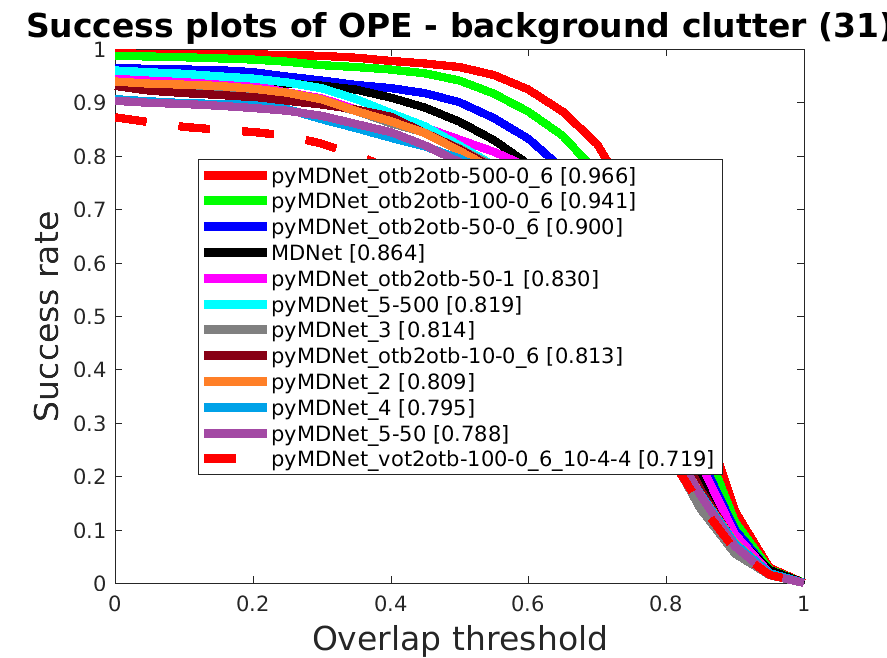 Success plots of OPE - background clutter (31)
1
0.9
0.8
0.7
0.6
0.5
0.4
0.3
0.2
0.1
0
Success rate
pyMDNet_otb2otb-500-0_6 [0.966]
pyMDNet_otb2otb-100-0_6 [0.941]
pyMDNet_otb2otb-50-0_6 [0.900]
MDNet [0.864]
pyMDNet_otb2otb-50-1 [0.830]
pyMDNet_5-500 [0.819]
pyMDNet_3 [0.814]
pyMDNet_otb2otb-10-0_6 [0.813]
pyMDNet_2 [0.809]
pyMDNet_4 [0.795]
pyMDNet_5-50 [0.788]
pyMDNet_vot2otb-100-0_6_10-4-4 [0.719]
0 0.2 0.4 0.6 0.8 1
Overlap threshold